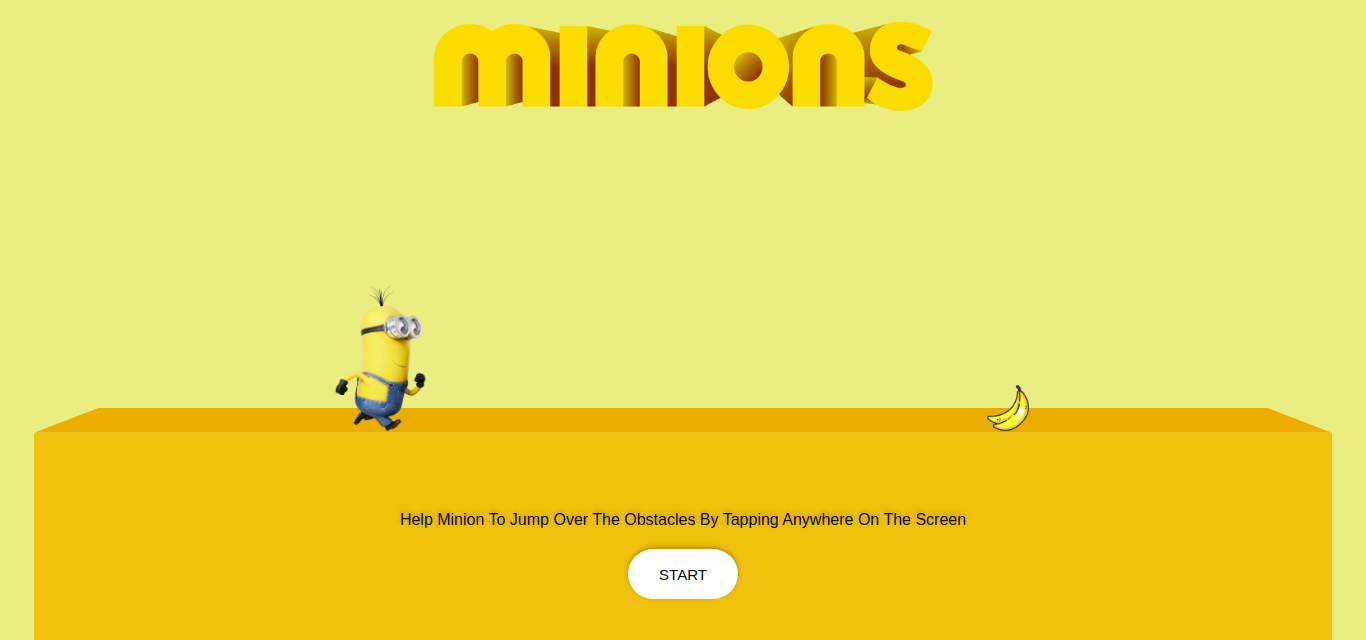 minions
Help Minion To Jump Over The Obstacles By Tapping Anywhere On The Screen
START